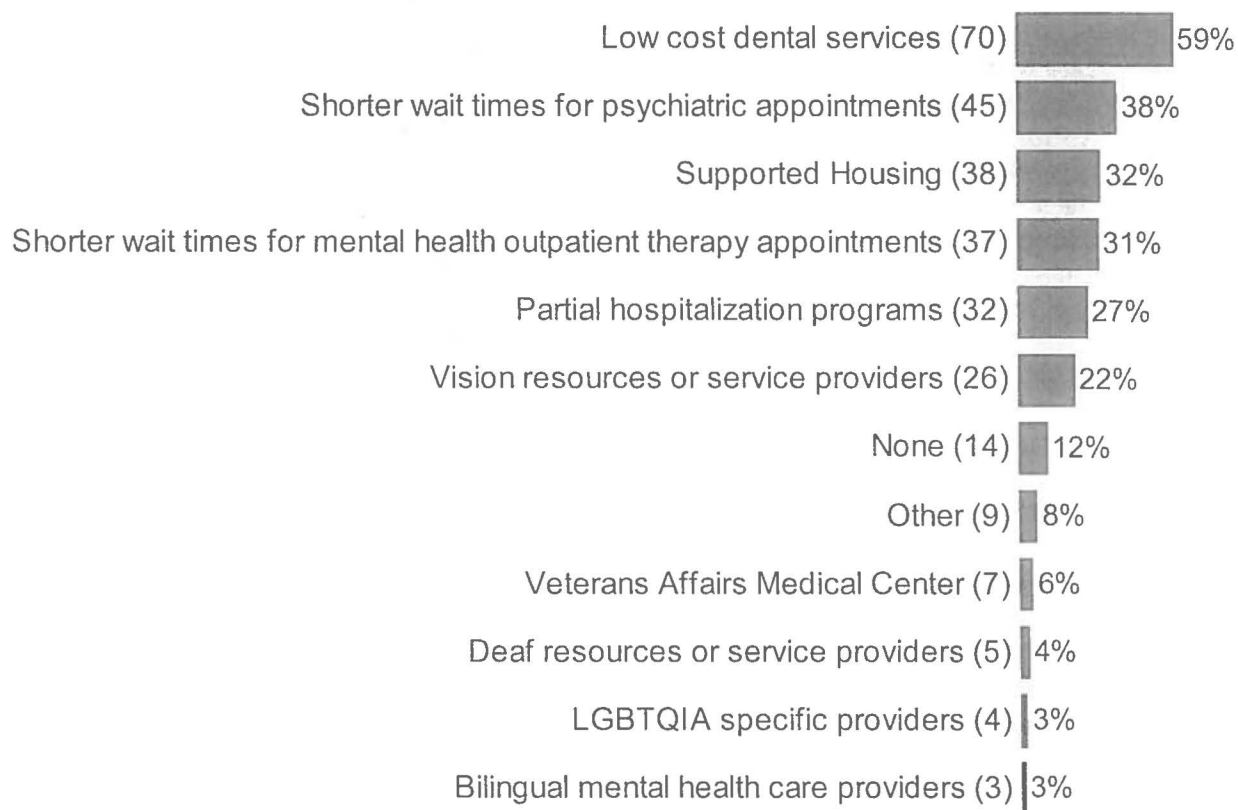 Low cost dental services (70) 59%
Shorter wait times for psychiatric appointments (45) 38%
Supported Housing (38) 32%
Shorter wait times for mental health outpatient therapy appointments (37) 31%
Partial hospitalization programs (32) 27%
Vision resources or service providers (26) 22%
None (14) 12%
Other (9) 8%
Veterans Affairs Medical Center (7) 6%
Deaf resources or service providers (5) 4%
LGBTQIA specific providers (4) 3%
Bilingual mental health care providers (3) 3%